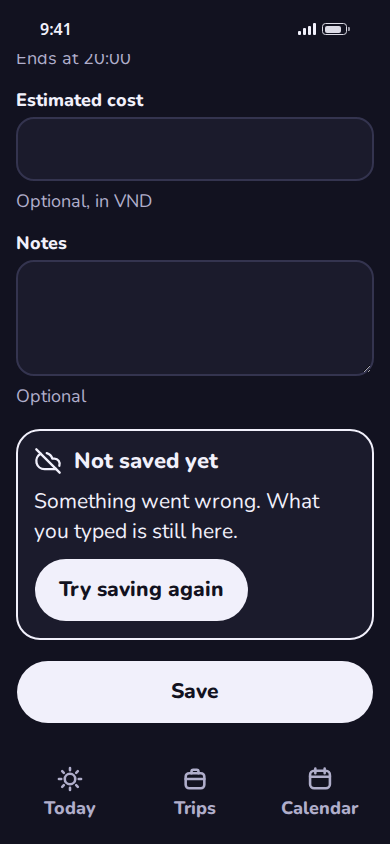 9:41
Ends at 20:00
Estimated cost
Optional, in VND
Notes
Optional
Not saved yet
Something went wrong. What
you typed is still here.
Try saving again
Save
Today
Trips
Calendar